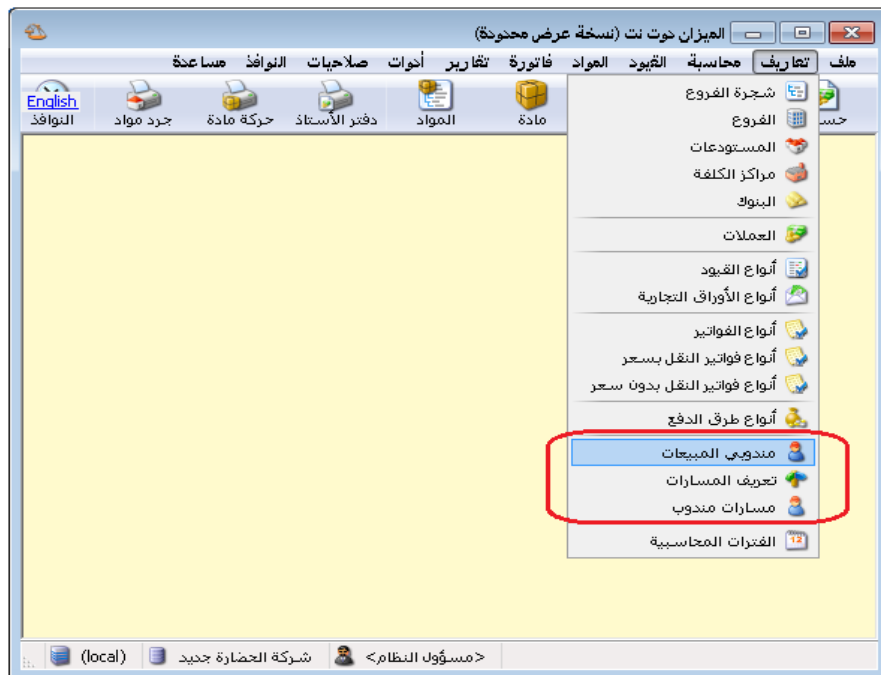 الميزان دوت نت (نسخة عرض محدودة)
ملف تعاريف محاسبة القيود المواد فاتورة تقارير أدوات صلاحيات النوافذ مساعدة
حسـ مادة المواد دفتر الأستاذ حركة مادة جرد مواد النوافذ
English
شجرة الفروع
الفروع
المستودعات
مراكز الكلفة
البنوك
العملات
أنواع القيود
أنواع الأوراق التجارية
أنواع الفواتير
أنواع فواتير النقل بسعر
أنواع فواتير النقل بدون سعر
أنواع طرق الدفع
مندوبي المبيعات
تعريف المسارات
مسارات مندوب
الفترات المحاسبية
12
<مسؤول النظام> شركة الحضارة جديد (local)